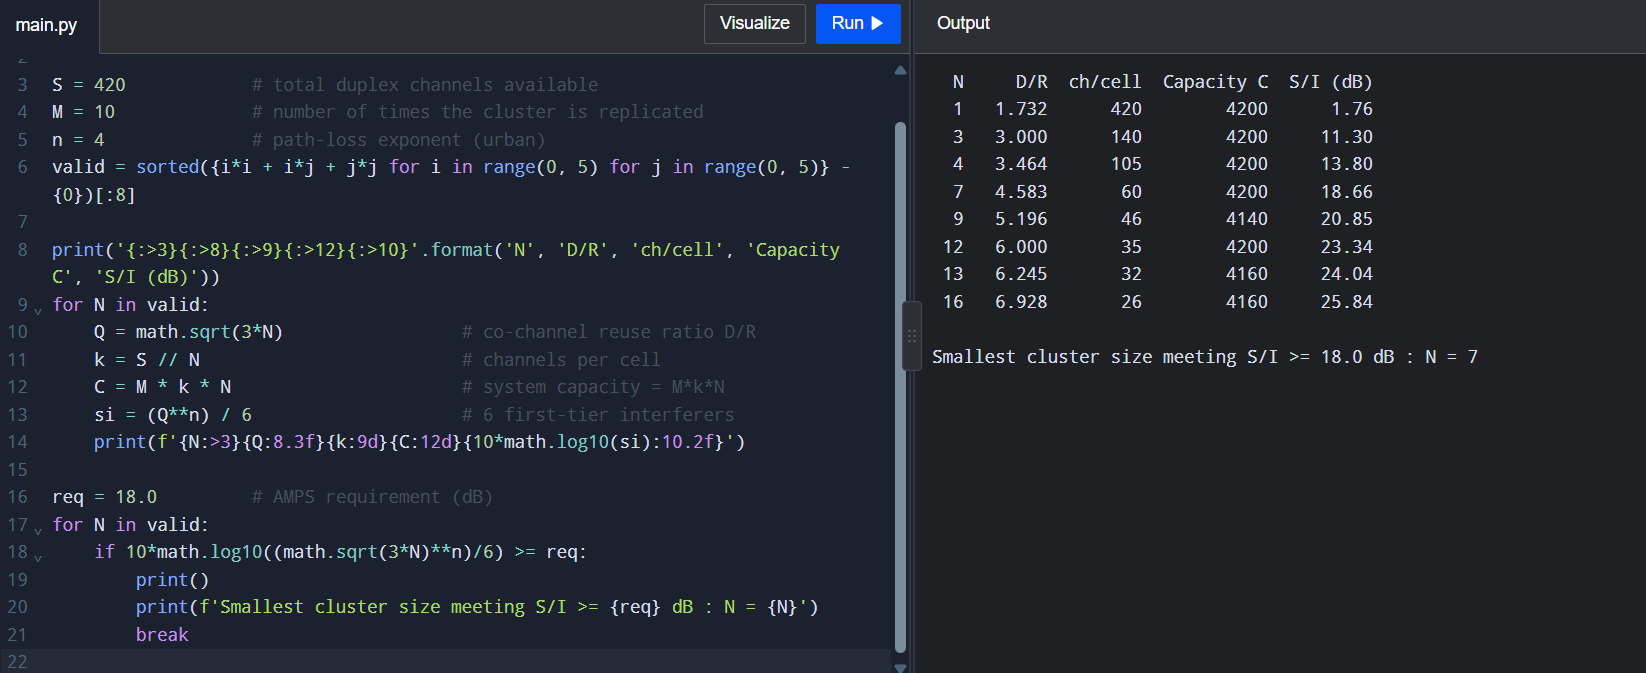 main.py
Visualize
Run
Output
3 S = 420 # total duplex channels available
4 M = 10 # number of times the cluster is replicated
5 n = 4 # path-loss exponent (urban)
6 valid = sorted({i*i + i*j + j*j for i in range(0, 5) for j in range(0, 5)} -
{0})[:8]
7
8 print('{:>3}{:>8}{:>9}{:>12}{:>10}'.format('N', 'D/R', 'ch/cell', 'Capacity
C', 'S/I (dB)'))
9 for N in valid:
10 Q = math.sqrt(3*N) # co-channel reuse ratio D/R
11 k = S // N # channels per cell
12 C = M * k * N # system capacity = M*k*N
13 si = (Q**n) / 6 # 6 first-tier interferers
14 print(f'{N:>3}{Q:8.3f}{k:9d}{C:12d}{10*math.log10(si):10.2f}')
15
16 req = 18.0 # AMPS requirement (dB)
17 for N in valid:
18 if 10*math.log10((math.sqrt(3*N)**n)/6) >= req:
19 print()
20 print(f'Smallest cluster size meeting S/I >= {req} dB : N = {N}')
21 break
22
N D/R ch/cell Capacity C S/I (dB)
1 1.732 420 4200 1.76
3 3.000 140 4200 11.30
4 3.464 105 4200 13.80
7 4.583 60 4200 18.66
9 5.196 46 4140 20.85
12 6.000 35 4200 23.34
13 6.245 32 4160 24.04
16 6.928 26 4160 25.84
Smallest cluster size meeting S/I >= 18.0 dB : N = 7